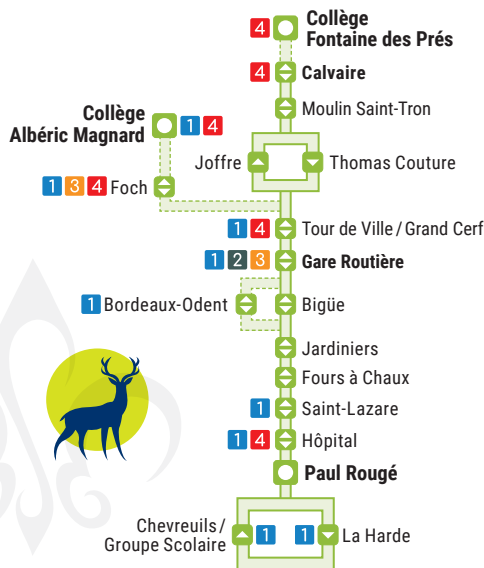 4 Collège
Fontaine des Prés
4 Calvaire
Moulin Saint-Tron
Collège
Albéric Magnard 1 4
Joffre Thomas Couture
1 3 4 Foch
1 4 Tour de Ville / Grand Cerf
1 2 3 Gare Routière
1 Bordeaux-Odent Bigüe
Jardiniers
Fours à Chaux
1 Saint-Lazare
1 4 Hôpital
Paul Rougé
Chevreuils /
Groupe Scolaire 1 1 La Harde